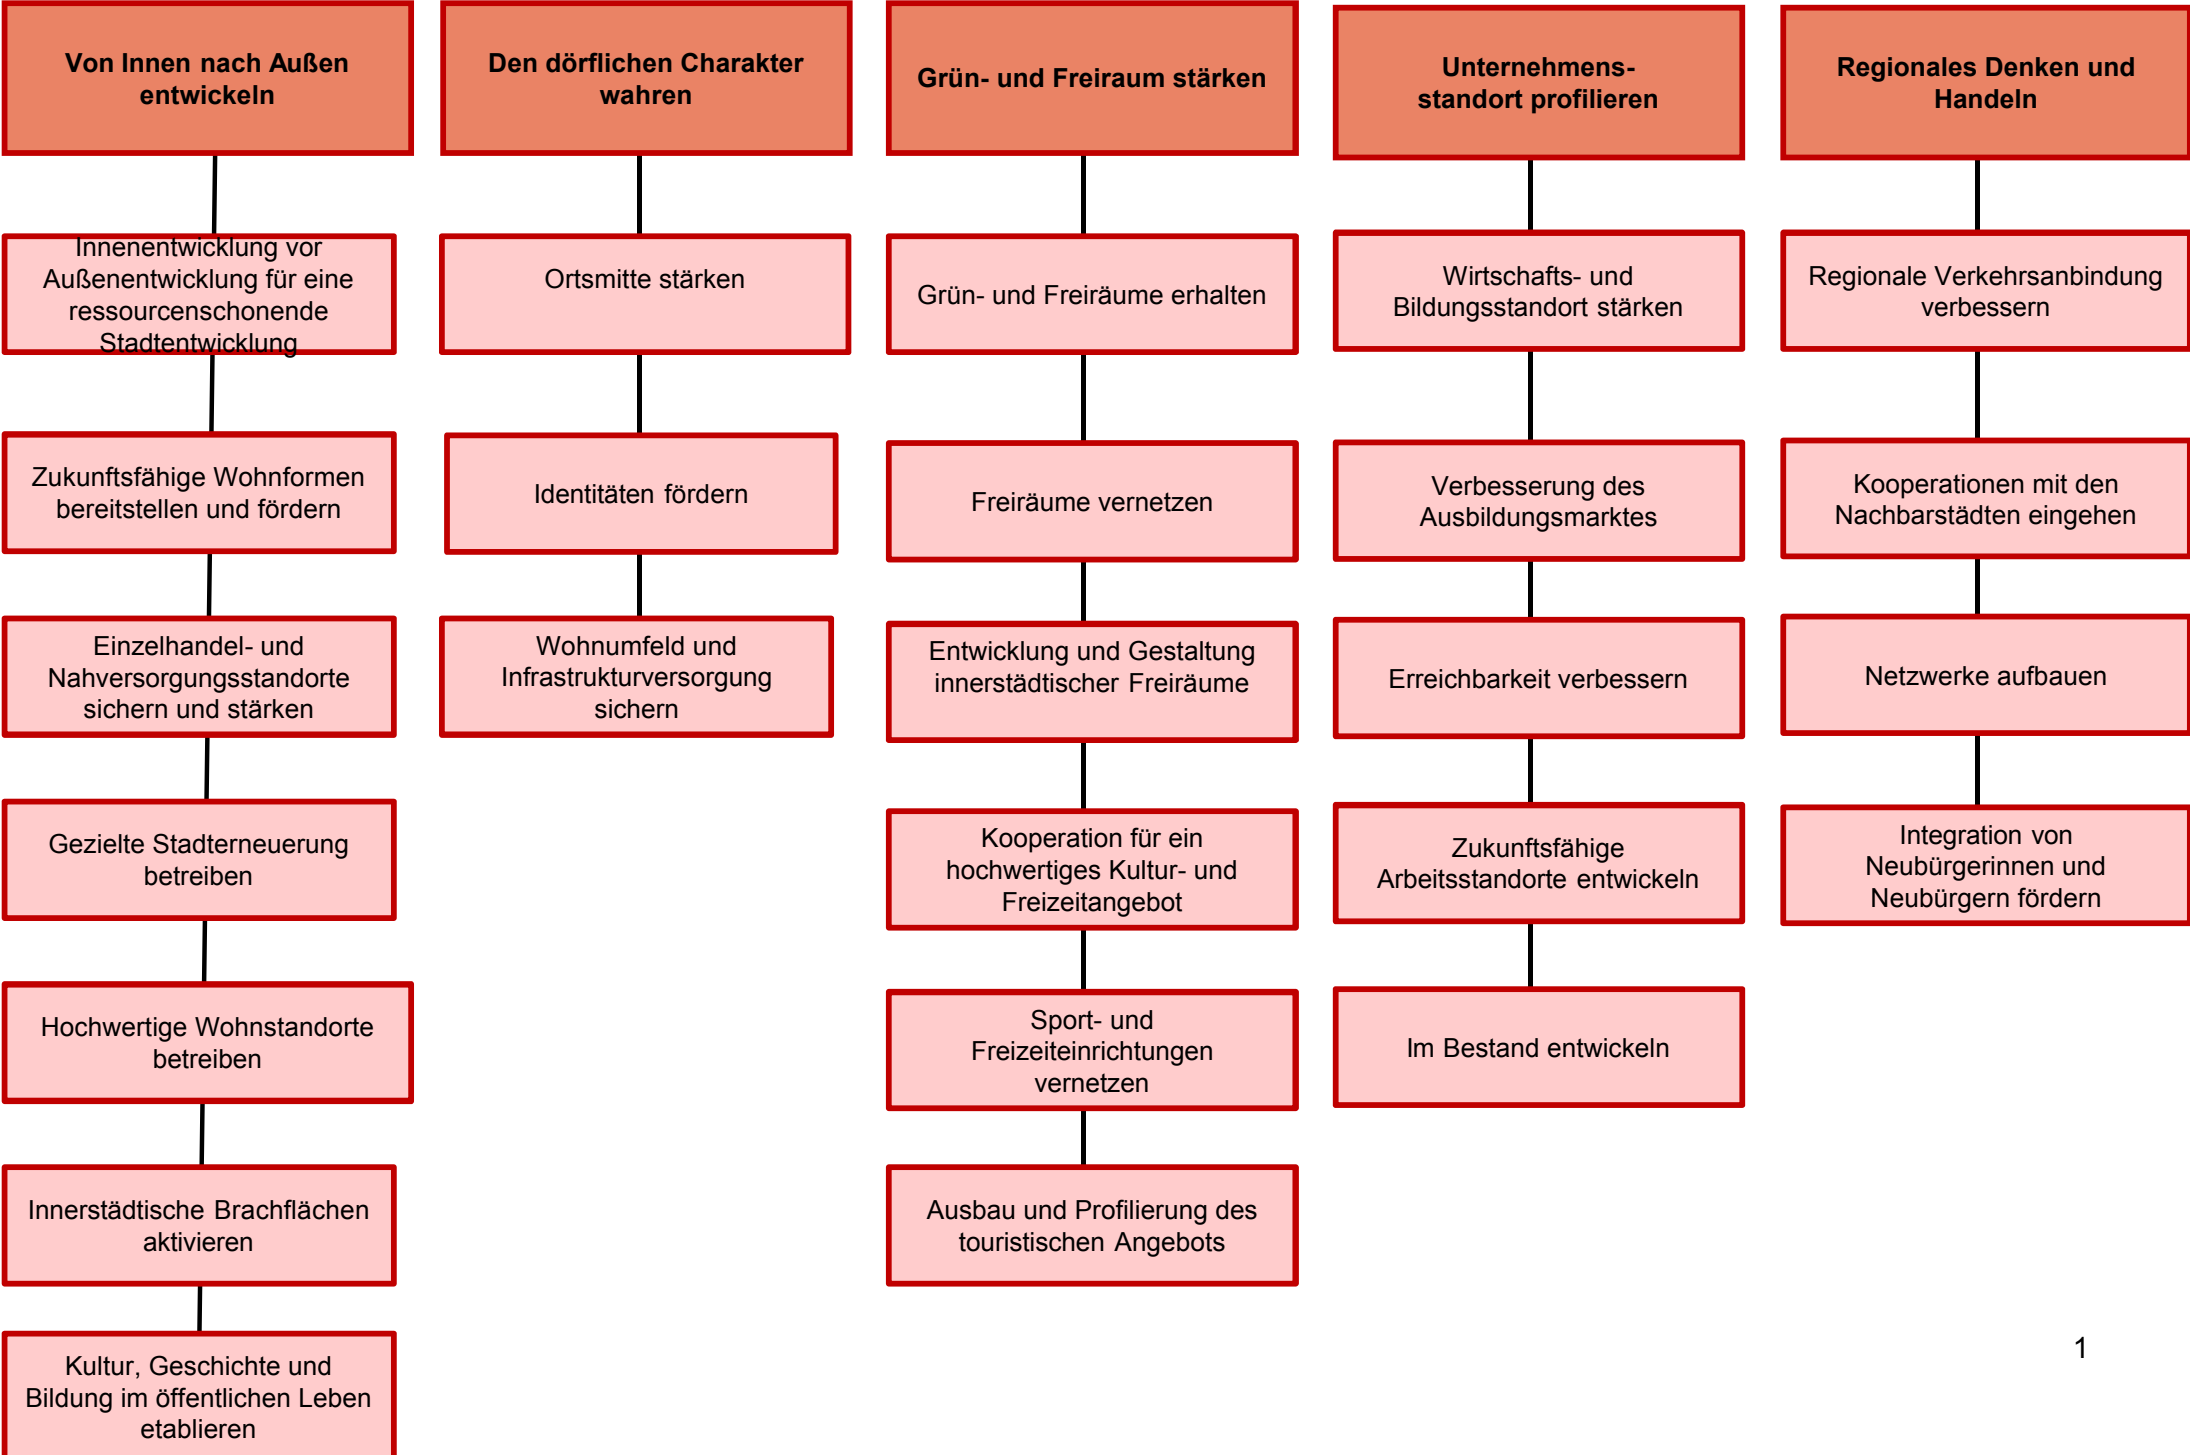 Von Innen nach Außen
entwickeln
Innenentwicklung vor
Außenentwicklung für eine
ressourcenschonende
Stadtentwicklung
Zukunftsfähige Wohnformen
bereitstellen und fördern
Einzelhandel- und
Nahversorgungsstandorte
sichern und stärken
Gezielte Stadterneuerung
betreiben
Hochwertige Wohnstandorte
betreiben
Innerstädtische Brachflächen
aktivieren
Kultur, Geschichte und
Bildung im öffentlichen Leben
etablieren
Den dörflichen Charakter
wahren
Ortsmitte stärken
Identitäten fördern
Wohnumfeld und
Infrastrukturversorgung
sichern
Grün- und Freiraum stärken
Grün- und Freiräume erhalten
Freiräume vernetzen
Entwicklung und Gestaltung
innerstädtischer Freiräume
Kooperation für ein
hochwertiges Kultur- und
Freizeitangebot
Sport- und
Freizeiteinrichtungen
vernetzen
Ausbau und Profilierung des
touristischen Angebots
Unternehmens-
standort profilieren
Wirtschafts- und
Bildungsstandort stärken
Verbesserung des
Ausbildungsmarktes
Erreichbarkeit verbessern
Zukunftsfähige
Arbeitsstandorte entwickeln
Im Bestand entwickeln
Regionales Denken und
Handeln
Regionale Verkehrsanbindung
verbessern
Kooperationen mit den
Nachbarstädten eingehen
Netzwerke aufbauen
Integration von
Neubürgerinnen und
Neubürgern fördern
1